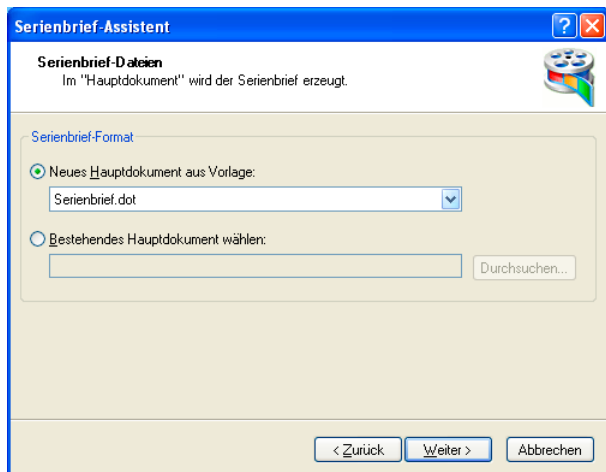 Serienbrief-Assistent
Serienbrief-Dateien
Im "Hauptdokument" wird der Serienbrief erzeugt.
Serienbrief-Format
Neues Hauptdokument aus Vorlage:
Serienbrief.dot
Bestehendes Hauptdokument wählen:
Durchsuchen...
< Zurück
Weiter >
Abbrechen